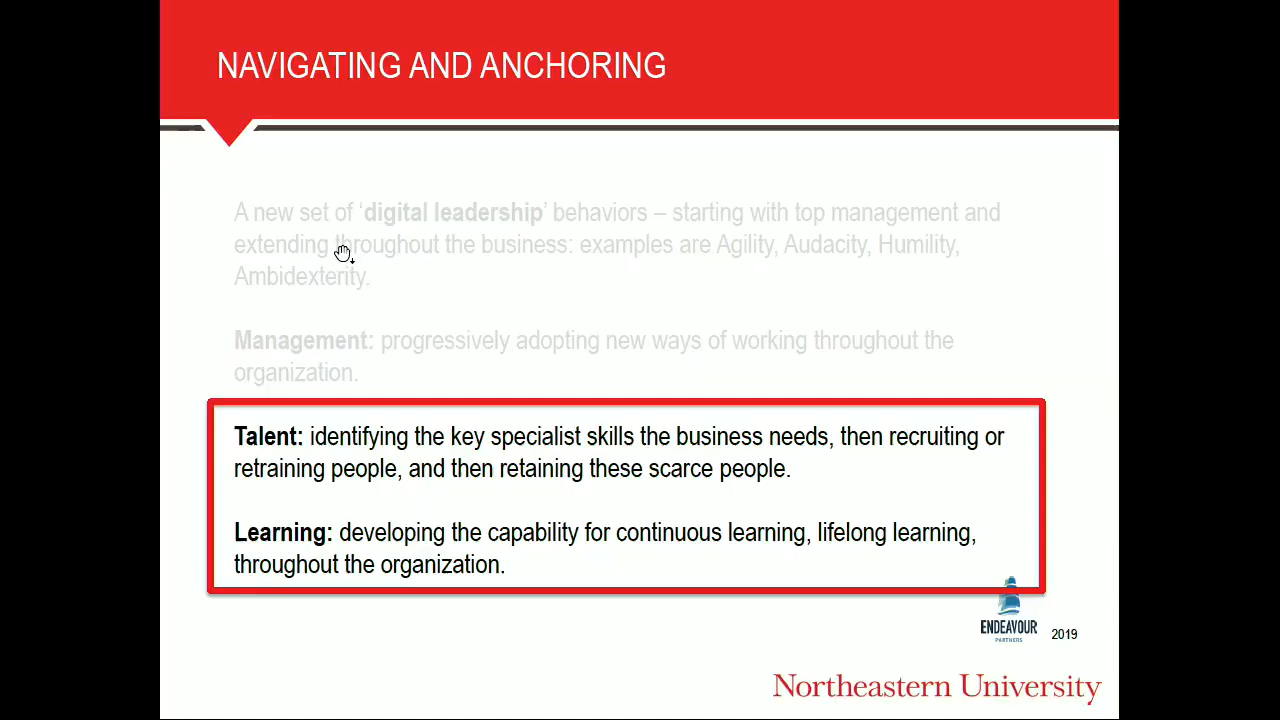 NAVIGATING AND ANCHORING
A new set of ‘digital leadership’ behaviors – starting with top management and
extending throughout the business: examples are Agility, Audacity, Humility,
Ambidexterity.
Management: progressively adopting new ways of working throughout the
organization.
Talent: identifying the key specialist skills the business needs, then recruiting or
retraining people, and then retaining these scarce people.
Learning: developing the capability for continuous learning, lifelong learning,
throughout the organization.
ENDEAVOUR
PARTNERS
2019
Northeastern University